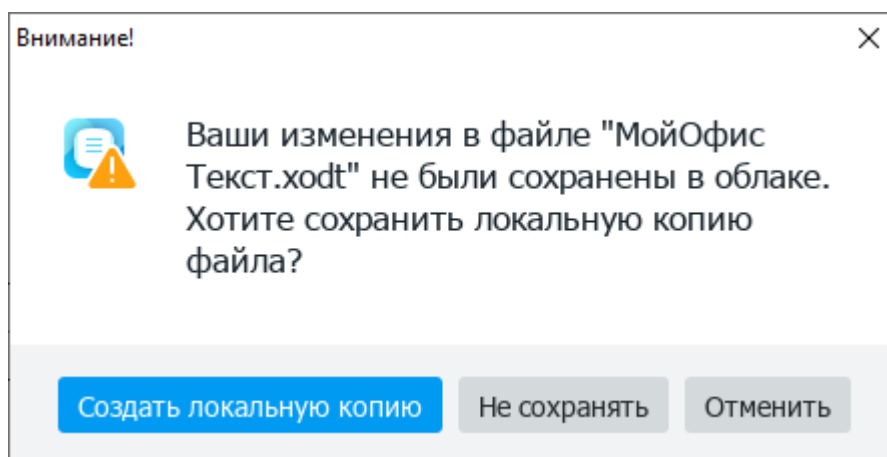 Внимание!
Ваши изменения в файле "МойОфис
Текст.xodt" не были сохранены в облаке.
Хотите сохранить локальную копию
файла?
Создать локальную копию Не сохранять Отменить